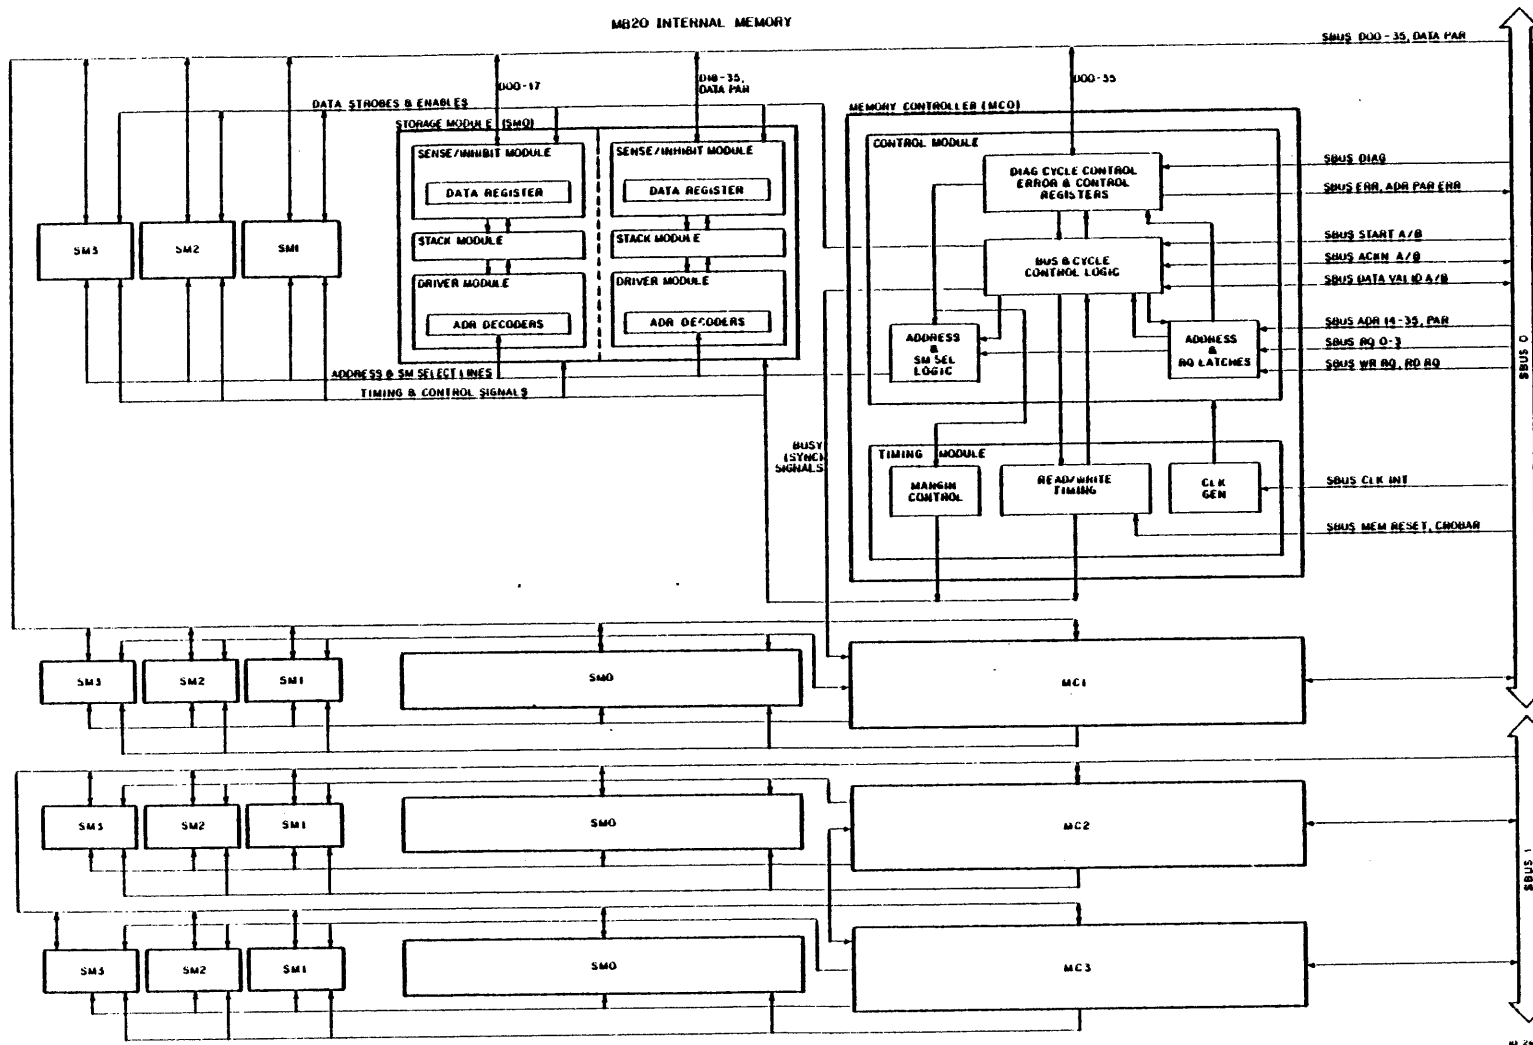 MB20 INTERNAL MEMORY
SBUS D00-35, DATA PAR
D00-17
D18-35,
DATA PAR
D00-35
DATA STROBES & ENABLES
STORAGE MODULE (SM0)
SENSE/INHIBIT MODULE
DATA REGISTER
STACK MODULE
DRIVER MODULE
ADR DECODERS
SENSE/INHIBIT MODULE
DATA REGISTER
STACK MODULE
DRIVER MODULE
ADR DECODERS
SM3
SM2
SM1
ADDRESS & SM SELECT LINES
TIMING & CONTROL SIGNALS
BUSY
(SYNC)
SIGNALS
MEMORY CONTROLLER (MC0)
CONTROL MODULE
DIAG CYCLE CONTROL
ERROR & CONTROL
REGISTERS
BUS & CYCLE
CONTROL LOGIC
ADDRESS
&
SM SEL
LOGIC
ADDRESS
&
RQ LATCHES
TIMING MODULE
MARGIN
CONTROL
READ/WRITE
TIMING
CLK
GEN
SBUS DIAG
SBUS ERR, ADR PAR ERR
SBUS START A/B
SBUS ACKN A/B
SBUS DATA VALID A/B
SBUS ADR 14-35, PAR
SBUS RQ 0-3
SBUS WR RQ, RD RQ
SBUS CLK INT
SBUS MEM RESET, CROBAR
SBUS 0
SM3
SM2
SM1
SM0
MC1
SM3
SM2
SM1
SM0
MC2
SM3
SM2
SM1
SM0
MC3
SBUS 1